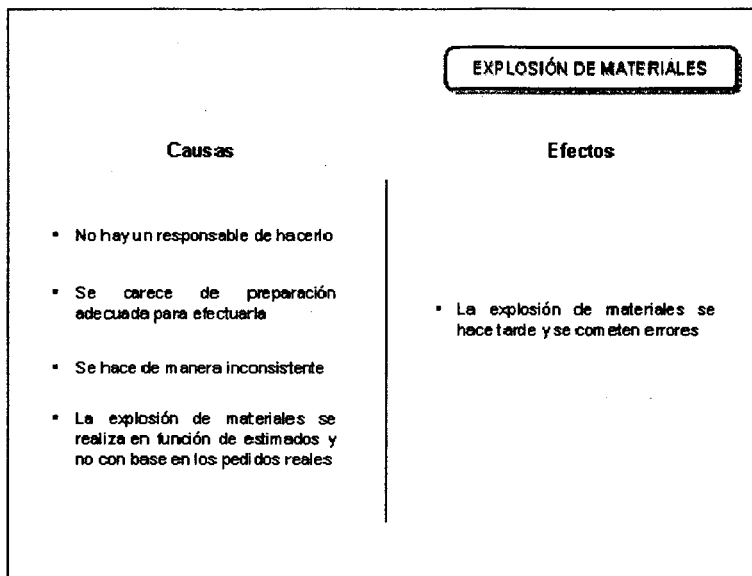 EXPLOSIÓN DE MATERIALES
Causas
▪ No hay un responsable de hacerlo
▪ Se carece de preparación
adecuada para efectuarla
▪ Se hace de manera inconsistente
▪ La explosión de materiales se
realiza en función de estimados y
no con base en los pedidos reales
Efectos
▪ La explosión de materiales se
hace tarde y se cometen errores